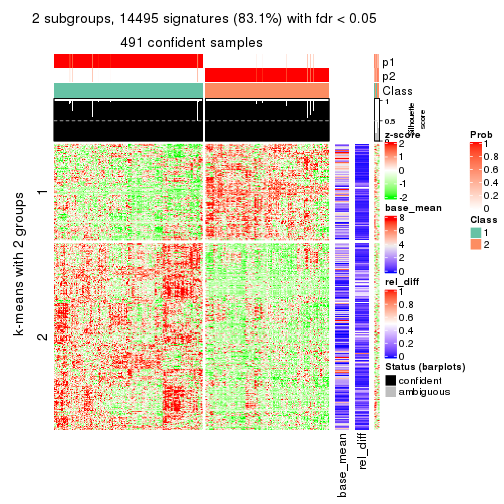 2 subgroups, 14495 signatures (83.1%) with fdr < 0.05
491 confident samples
p1
p2
Class
1
0.5
Silhouette
score
k-means with 2 groups
1
2
base_mean
rel_diff
z-score
2
1
0
-1
-2
base_mean
8
6
4
2
0
rel_diff
1
0.8
0.6
0.4
0.2
0
Status (barplots)
confident
ambiguous
Prob
1
0.8
0.6
0.4
0.2
0
Class
1
2